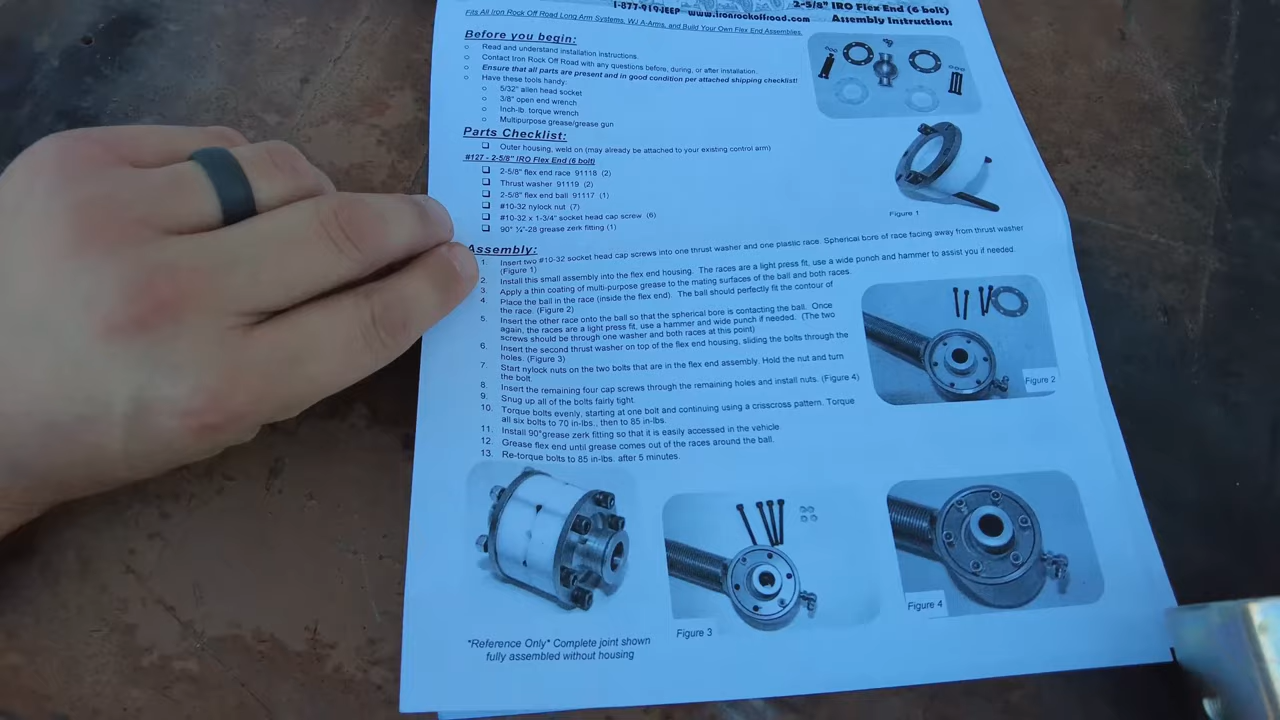 1-877-919-JEEP www.ironrockoffroad.com
2-5/8" IRO Flex End (6 bolt)
Assembly Instructions
Fits All Iron Rock Off Road Long Arm Systems, WJ A-Arms, and Build Your Own Flex End Assemblies.
Before you begin:
o Read and understand installation instructions.
o Contact Iron Rock Off Road with any questions before, during, or after installation.
o Ensure that all parts are present and in good condition per attached shipping checklist!
o Have these tools handy:
o 5/32" allen head socket
o 3/8" open end wrench
o Inch-lb. torque wrench
o Multipurpose grease/grease gun
Parts Checklist:
❑ Outer housing, weld on (may already be attached to your existing control arm)
#127 - 2-5/8" IRO Flex End (6 bolt)
❑ 2-5/8" flex end race 91118 (2)
❑ Thrust washer 91119 (2)
❑ 2-5/8" flex end ball 91117 (1)
❑ #10-32 nylock nut (7)
❑ #10-32 x 1-3/4" socket head cap screw (6)
❑ 90° ¼"-28 grease zerk fitting (1)
Figure 1
Assembly:
1. Insert two #10-32 socket head cap screws into one thrust washer and one plastic race. Spherical bore of race facing away from thrust washer
(Figure 1)
2. Install this small assembly into the flex end housing. The races are a light press fit, use a wide punch and hammer to assist you if needed.
3. Apply a thin coating of multi-purpose grease to the mating surfaces of the ball and both races.
4. Place the ball in the race (inside the flex end). The ball should perfectly fit the contour of
the race. (Figure 2)
5. Insert the other race onto the ball so that the spherical bore is contacting the ball. Once
again, the races are a light press fit, use a hammer and wide punch if needed. (The two
screws should be through one washer and both races at this point)
6. Insert the second thrust washer on top of the flex end housing, sliding the bolts through the
holes. (Figure 3)
7. Start nylock nuts on the two bolts that are in the flex end assembly. Hold the nut and turn
the bolt.
8. Insert the remaining four cap screws through the remaining holes and install nuts. (Figure 4)
9. Snug up all of the bolts fairly tight.
10. Torque bolts evenly, starting at one bolt and continuing using a crisscross pattern. Torque
all six bolts to 70 in-lbs., then to 85 in-lbs.
11. Install 90°grease zerk fitting so that it is easily accessed in the vehicle
12. Grease flex end until grease comes out of the races around the ball.
13. Re-torque bolts to 85 in-lbs. after 5 minutes.
Figure 2
*Reference Only* Complete joint shown
fully assembled without housing
Figure 3
Figure 4